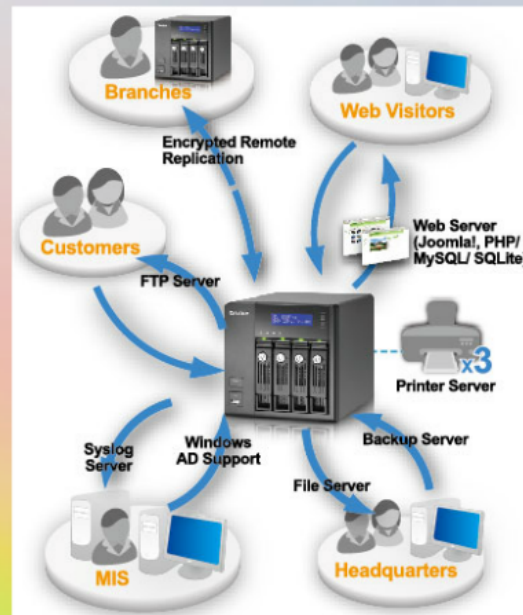 Branches
Web Visitors
Encrypted Remote
Replication
Customers
Web Server
(Joomla!, PHP/
MySQL/ SQLite)
FTP Server
x3
Printer Server
Syslog
Server
Windows
AD Support
Backup Server
File Server
MIS
Headquarters